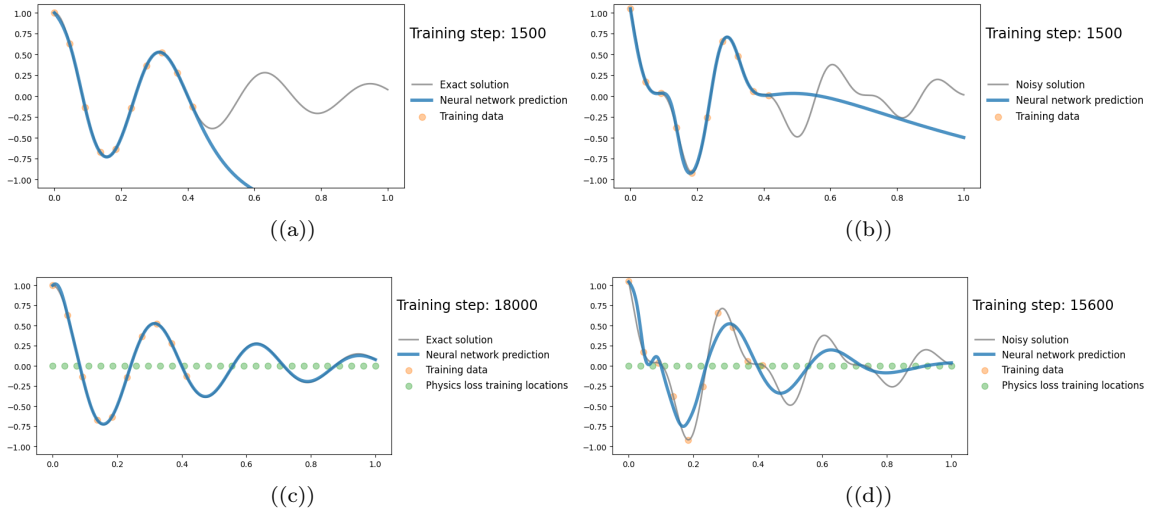 Training step: 1500
Exact solution
Neural network prediction
Training data
1.00
0.75
0.50
0.25
0.00
−0.25
−0.50
−0.75
−1.00
0.0 0.2 0.4 0.6 0.8 1.0
((a))
Training step: 1500
Noisy solution
Neural network prediction
Training data
1.00
0.75
0.50
0.25
0.00
−0.25
−0.50
−0.75
−1.00
0.0 0.2 0.4 0.6 0.8 1.0
((b))
Training step: 18000
Exact solution
Neural network prediction
Training data
Physics loss training locations
1.00
0.75
0.50
0.25
0.00
−0.25
−0.50
−0.75
−1.00
0.0 0.2 0.4 0.6 0.8 1.0
((c))
Training step: 15600
Noisy solution
Neural network prediction
Training data
Physics loss training locations
1.00
0.75
0.50
0.25
0.00
−0.25
−0.50
−0.75
−1.00
0.0 0.2 0.4 0.6 0.8 1.0
((d))